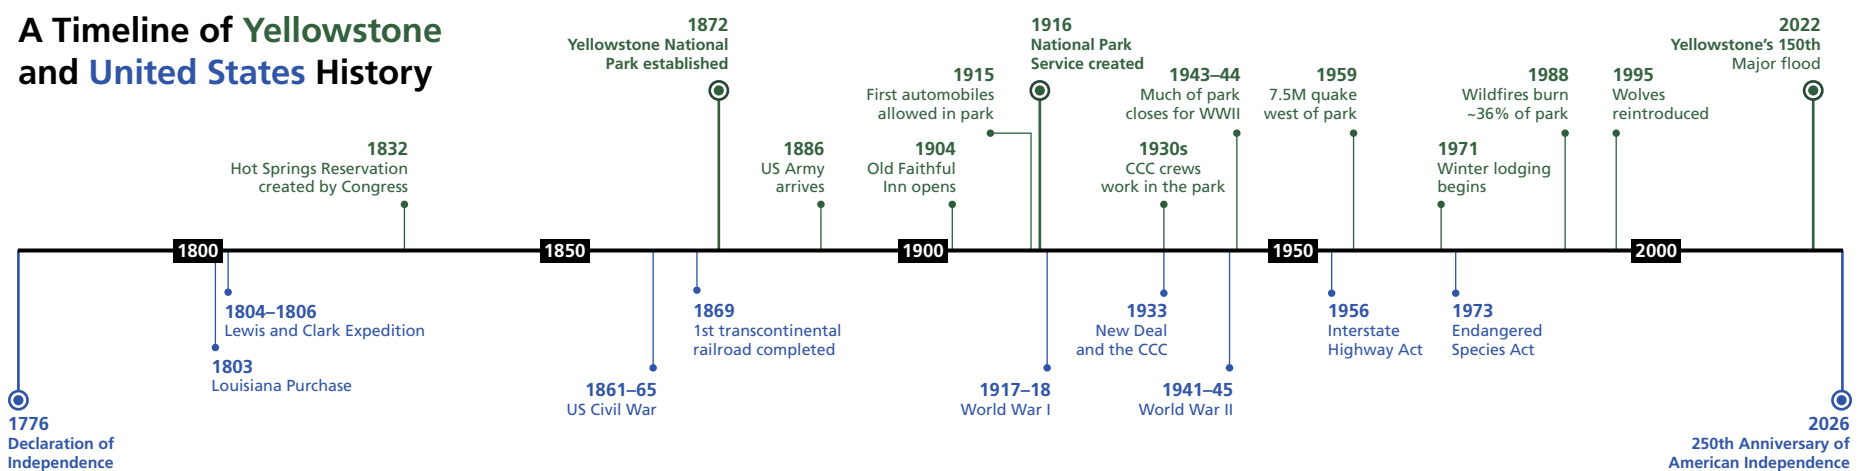 A Timeline of Yellowstone
and United States History
1832
Hot Springs Reservation
created by Congress
1872
Yellowstone National
Park established
1886
US Army
arrives
1904
Old Faithful
Inn opens
1915
First automobiles
allowed in park
1916
National Park
Service created
1930s
CCC crews
work in the park
1943–44
Much of park
closes for WWII
1959
7.5M quake
west of park
1971
Winter lodging
begins
1988
Wildfires burn
~36% of park
1995
Wolves
reintroduced
2022
Yellowstone’s 150th
Major flood
1800
1850
1900
1950
2000
1776
Declaration of
Independence
1803
Louisiana Purchase
1804–1806
Lewis and Clark Expedition
1861–65
US Civil War
1869
1st transcontinental
railroad completed
1917–18
World War I
1933
New Deal
and the CCC
1941–45
World War II
1956
Interstate
Highway Act
1973
Endangered
Species Act
2026
250th Anniversary of
American Independence